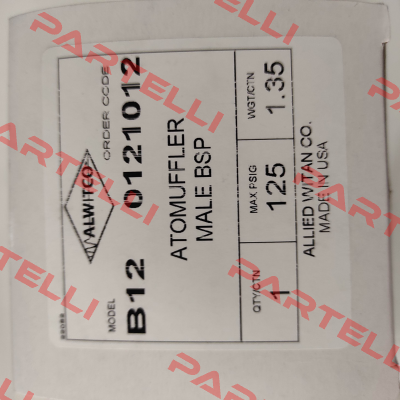 ALWITCO
ORDER CODE
MODEL
B12 0121012
ATOMUFFLER
MALE BSP
QTY/CTN MAX PSIG WGT/CTN
1 125 1.35
ALLIED WITAN CO.
MADE IN USA
PARTELLI
PARTELLI
PARTELLI
PARTELLI
PARTELLI